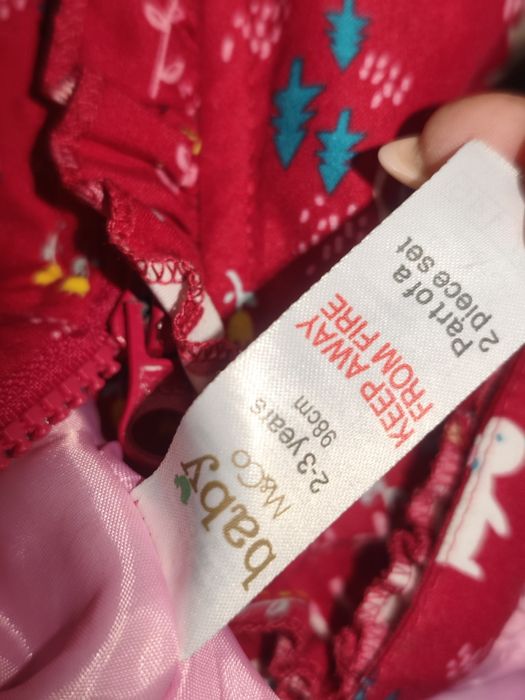 baby
M&Co
2-3 years
98cm
KEEP AWAY
FROM FIRE
Part of a
2 piece set